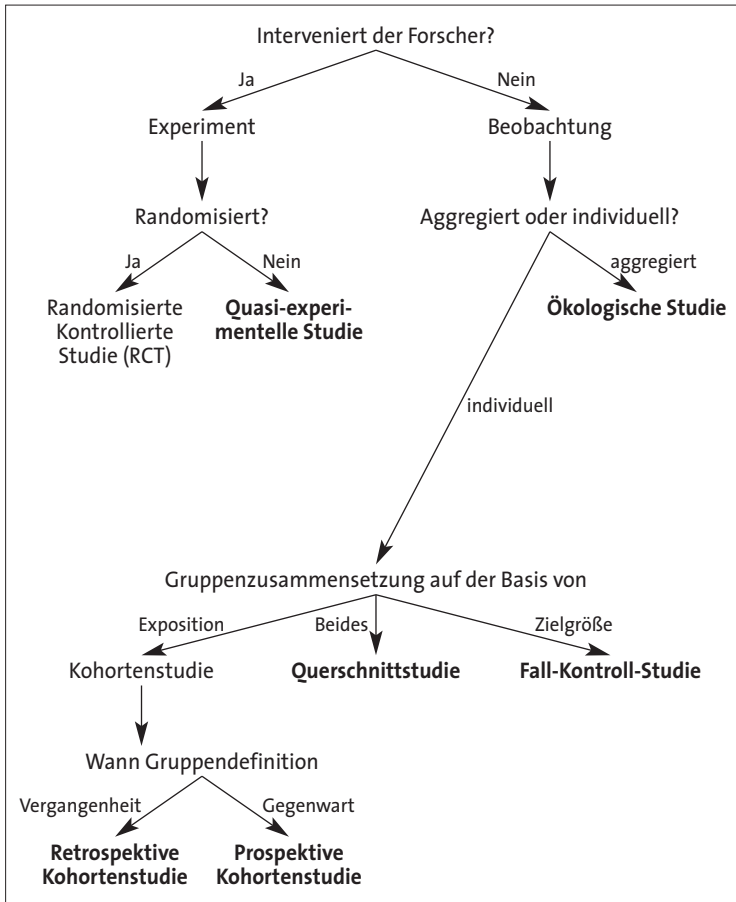 Interveniert der Forscher?
Ja
Nein
Experiment
Beobachtung
Randomisiert?
Aggregiert oder individuell?
Ja
Nein
aggregiert
Randomisierte
Kontrollierte
Studie (RCT)
Quasi-experi-
mentelle Studie
Ökologische Studie
individuell
Gruppenzusammensetzung auf der Basis von
Exposition
Beides
Zielgröße
Kohortenstudie
Querschnittstudie
Fall-Kontroll-Studie
Wann Gruppendefinition
Vergangenheit
Gegenwart
Retrospektive
Kohortenstudie
Prospektive
Kohortenstudie